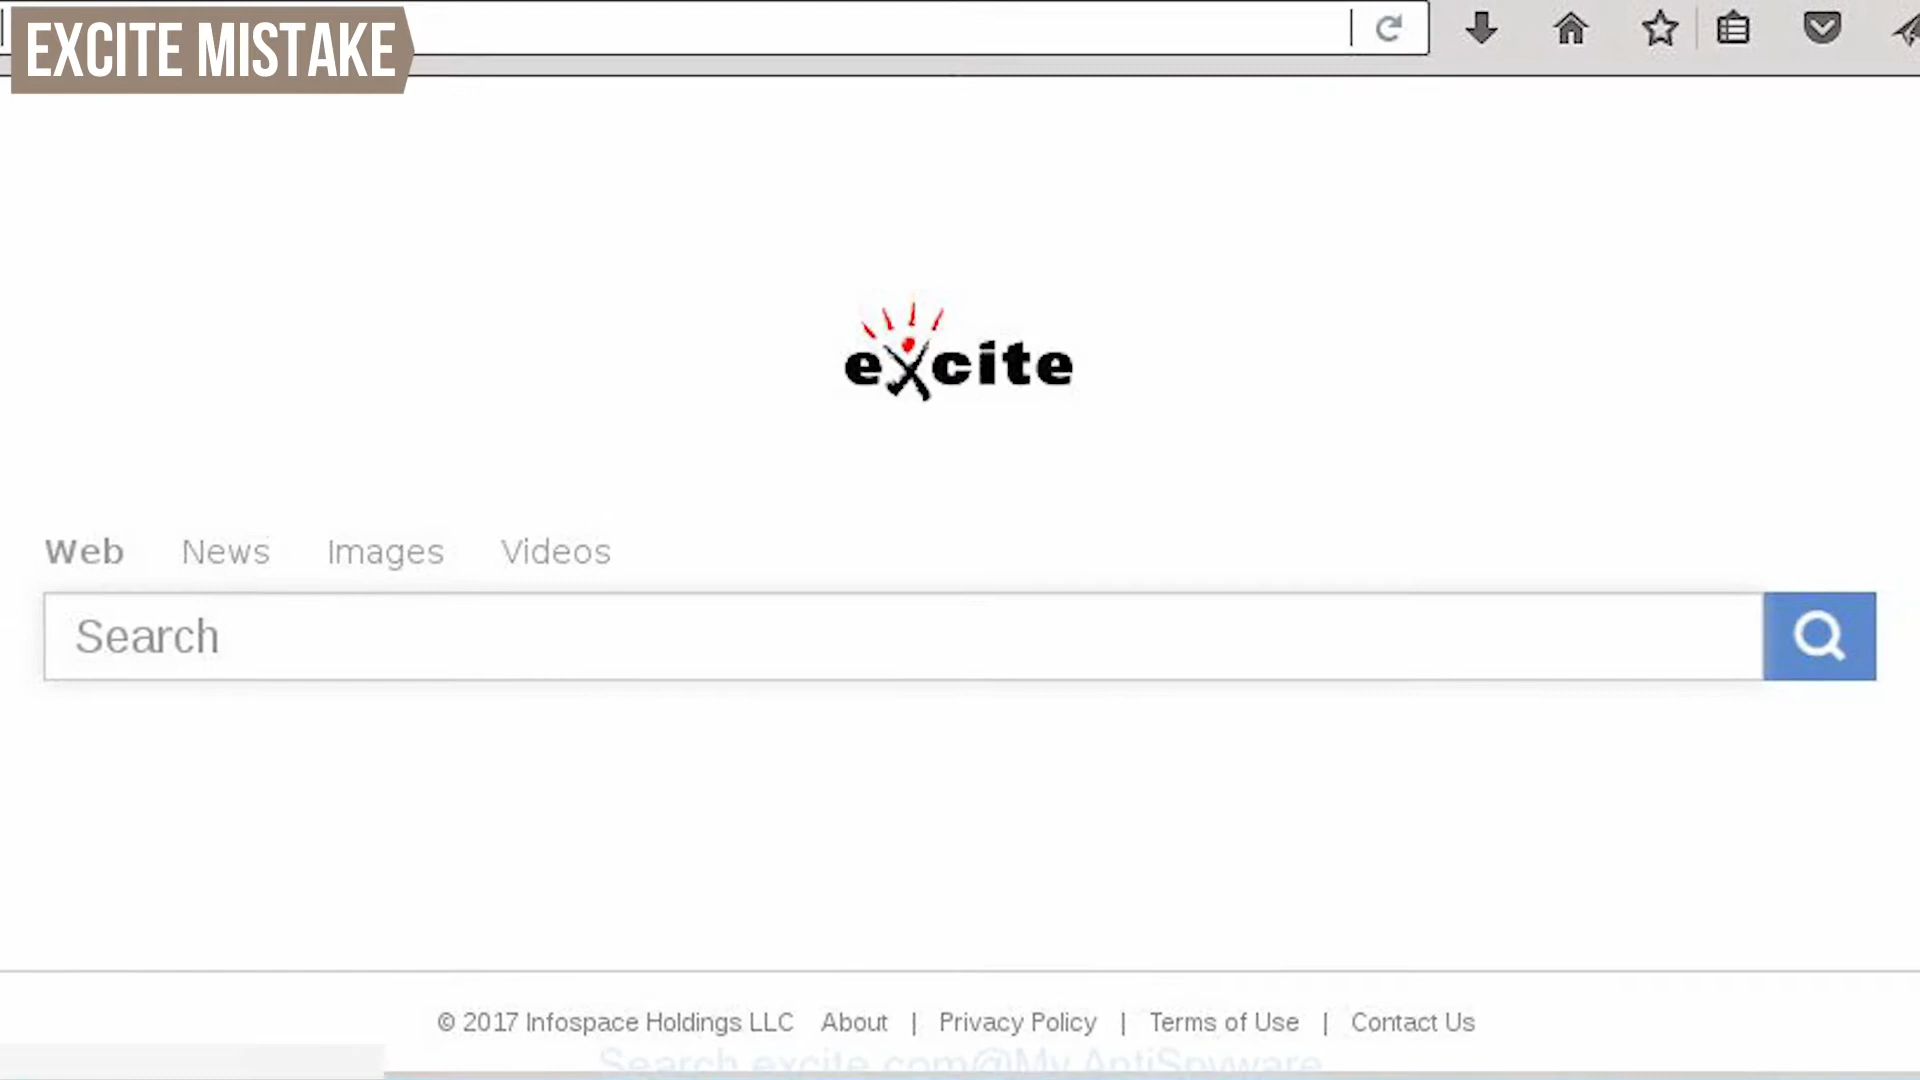 EXCITE MISTAKE
excite
Web News Images Videos
Search
© 2017 Infospace Holdings LLC About | Privacy Policy | Terms of Use | Contact Us
Search.excite.com@My AntiSpyware